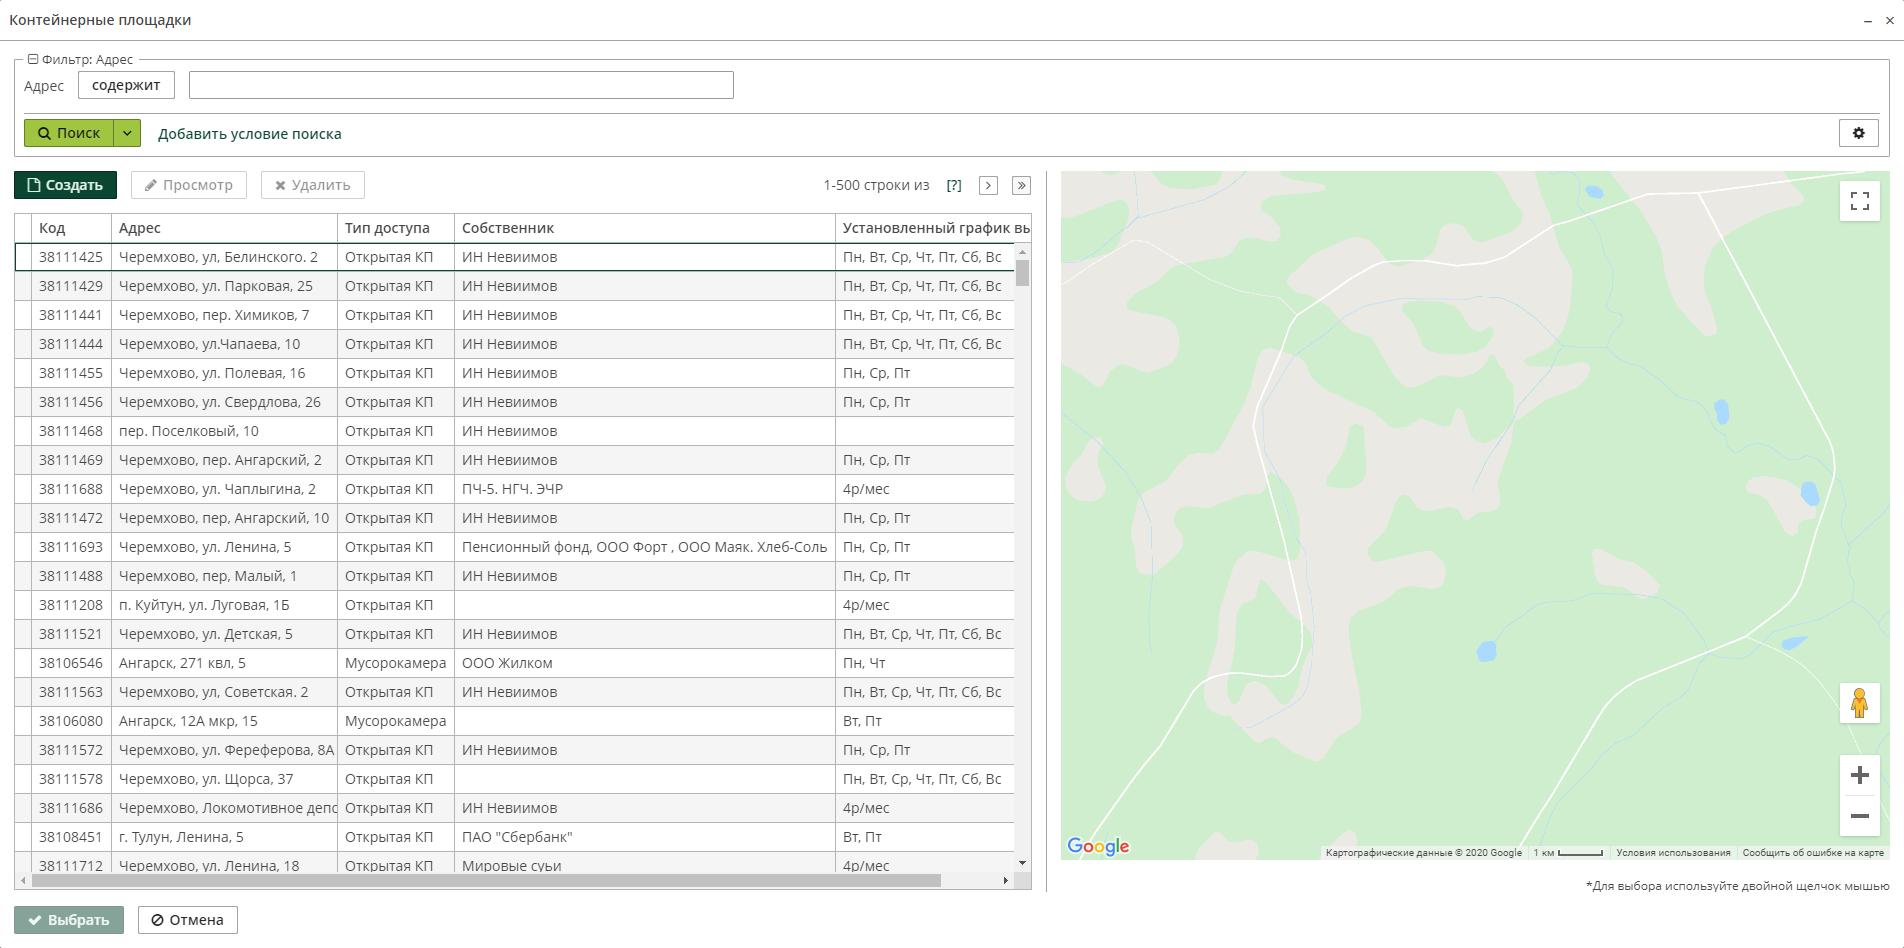 Контейнерные площадки
Фильтр: Адрес
Адрес содержит
Поиск Добавить условие поиска
Создать Просмотр Удалить 1-500 строки из [?]
Код Адрес Тип доступа Собственник Установленный график вы
38111425 Черемхово, ул, Белинского. 2 Открытая КП ИН Невиимов Пн, Вт, Ср, Чт, Пт, Сб, Вс
38111429 Черемхово, ул. Парковая, 25 Открытая КП ИН Невиимов Пн, Вт, Ср, Чт, Пт, Сб, Вс
38111441 Черемхово, пер. Химиков, 7 Открытая КП ИН Невиимов Пн, Вт, Ср, Чт, Пт, Сб, Вс
38111444 Черемхово, ул.Чапаева, 10 Открытая КП ИН Невиимов Пн, Вт, Ср, Чт, Пт, Сб, Вс
38111455 Черемхово, ул. Полевая, 16 Открытая КП ИН Невиимов Пн, Ср, Пт
38111456 Черемхово, ул. Свердлова, 26 Открытая КП ИН Невиимов Пн, Ср, Пт
38111468 пер. Поселковый, 10 Открытая КП ИН Невиимов
38111469 Черемхово, пер. Ангарский, 2 Открытая КП ИН Невиимов Пн, Ср, Пт
38111688 Черемхово, ул. Чаплыгина, 2 Открытая КП ПЧ-5. НГЧ. ЭЧР 4р/мес
38111472 Черемхово, пер, Ангарский, 10 Открытая КП ИН Невиимов Пн, Ср, Пт
38111693 Черемхово, ул. Ленина, 5 Открытая КП Пенсионный фонд, ООО Форт , ООО Маяк. Хлеб-Соль Пн, Ср, Пт
38111488 Черемхово, пер, Малый, 1 Открытая КП ИН Невиимов Пн, Ср, Пт
38111208 п. Куйтун, ул. Луговая, 1Б Открытая КП 4р/мес
38111521 Черемхово, ул. Детская, 5 Открытая КП ИН Невиимов Пн, Вт, Ср, Чт, Пт, Сб, Вс
38106546 Ангарск, 271 квл, 5 Мусорокамера ООО Жилком Пн, Чт
38111563 Черемхово, ул, Советская. 2 Открытая КП ИН Невиимов Пн, Вт, Ср, Чт, Пт, Сб, Вс
38106080 Ангарск, 12А мкр, 15 Мусорокамера Вт, Пт
38111572 Черемхово, ул. Фереферова, 8А Открытая КП ИН Невиимов Пн, Ср, Пт
38111578 Черемхово, ул. Щорса, 37 Открытая КП Пн, Вт, Ср, Чт, Пт, Сб, Вс
38111686 Черемхово, Локомотивное депо Открытая КП ИН Невиимов 4р/мес
38108451 г. Тулун, Ленина, 5 Открытая КП ПАО "Сбербанк" Вт, Пт
38111712 Черемхово, ул. Ленина, 18 Открытая КП Мировые суьи 4р/мес
Google Картографические данные © 2020 Google 1 км Условия использования Сообщить об ошибке на карте
*Для выбора используйте двойной щелчок мышью
Выбрать Отмена